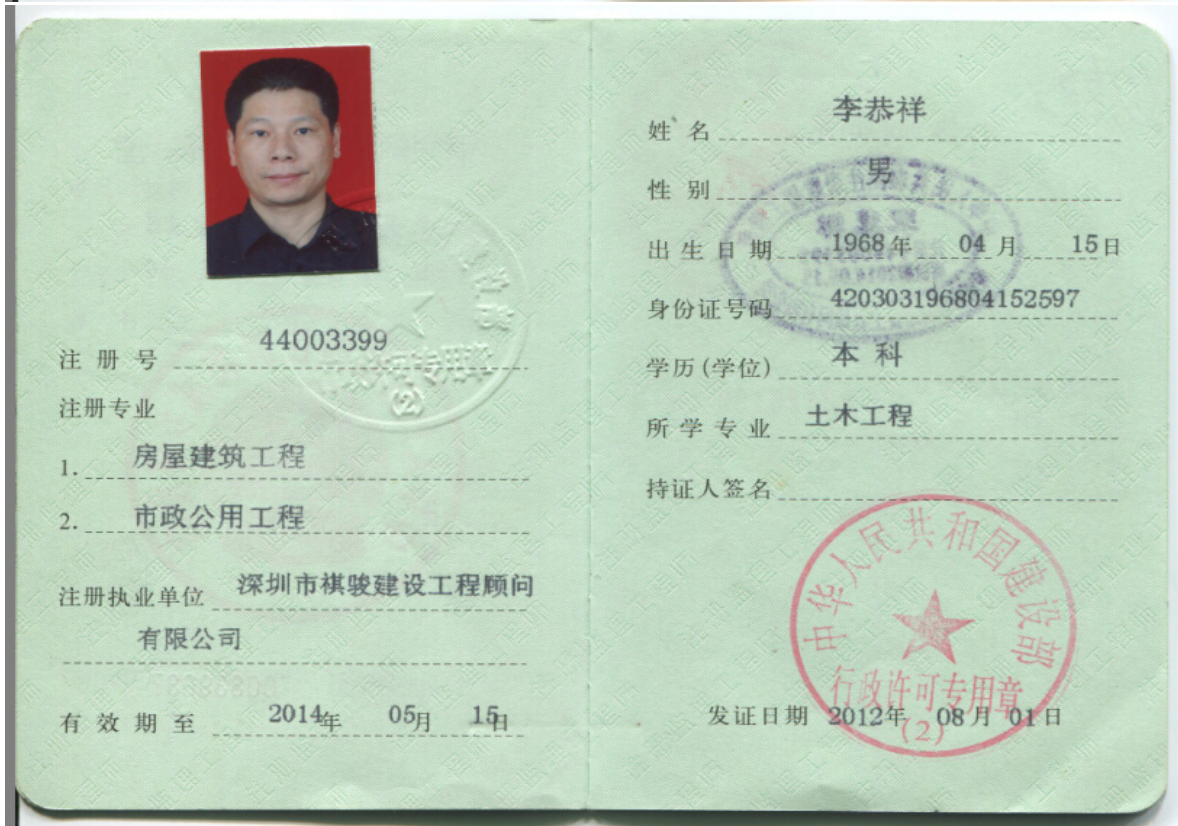 注 册 号 44003399
注册专业
1. 房屋建筑工程
2. 市政公用工程
注册执业单位 深圳市祺骏建设工程顾问
有限公司
有 效 期 至 2014年 05月 15日
专用章
(2)
姓 名 李恭祥
性 别 男
出 生 日 期 1968年 04月 15日
身份证号码 420303196804152597
学历(学位) 本 科
所 学 专 业 土木工程
持证人签名
中华人民共和国建设部
行政许可专用章
(2)
发证日期 2012年 08月 01日